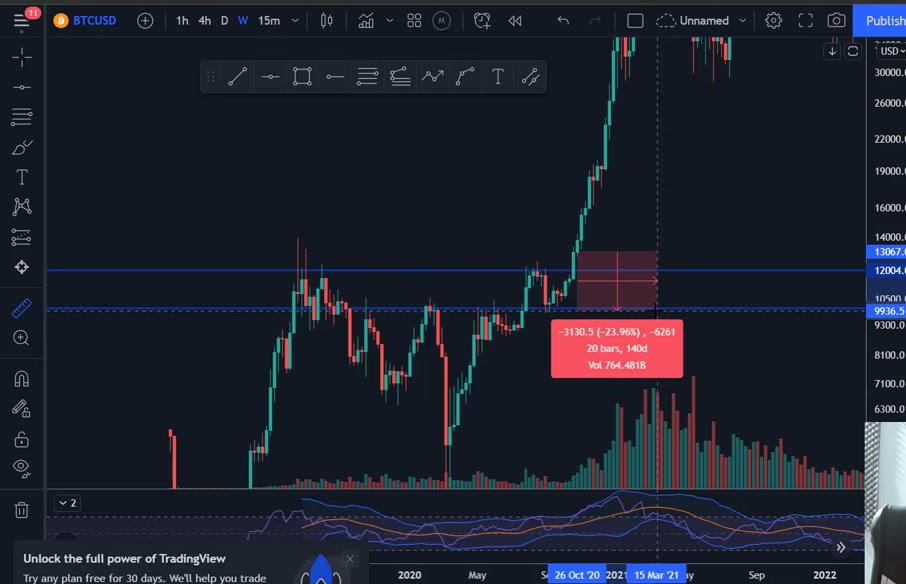 11
BTCUSD
1h 4h D W 15m
M
Unnamed
Publish
USD
30000.0
26000.0
22000.0
19000.0
16000.0
14000.0
13067.0
12004.0
10500.0
9936.5
9300.0
8100.0
7100.0
6300.0
−3130.5 (−23.96%) , −6261
20 bars, 140d
Vol 764.481B
2
Unlock the full power of TradingView
Try any plan free for 30 days. We'll help you trade
2020 May 26 Oct '20 2021 15 Mar '21 Sep 2022